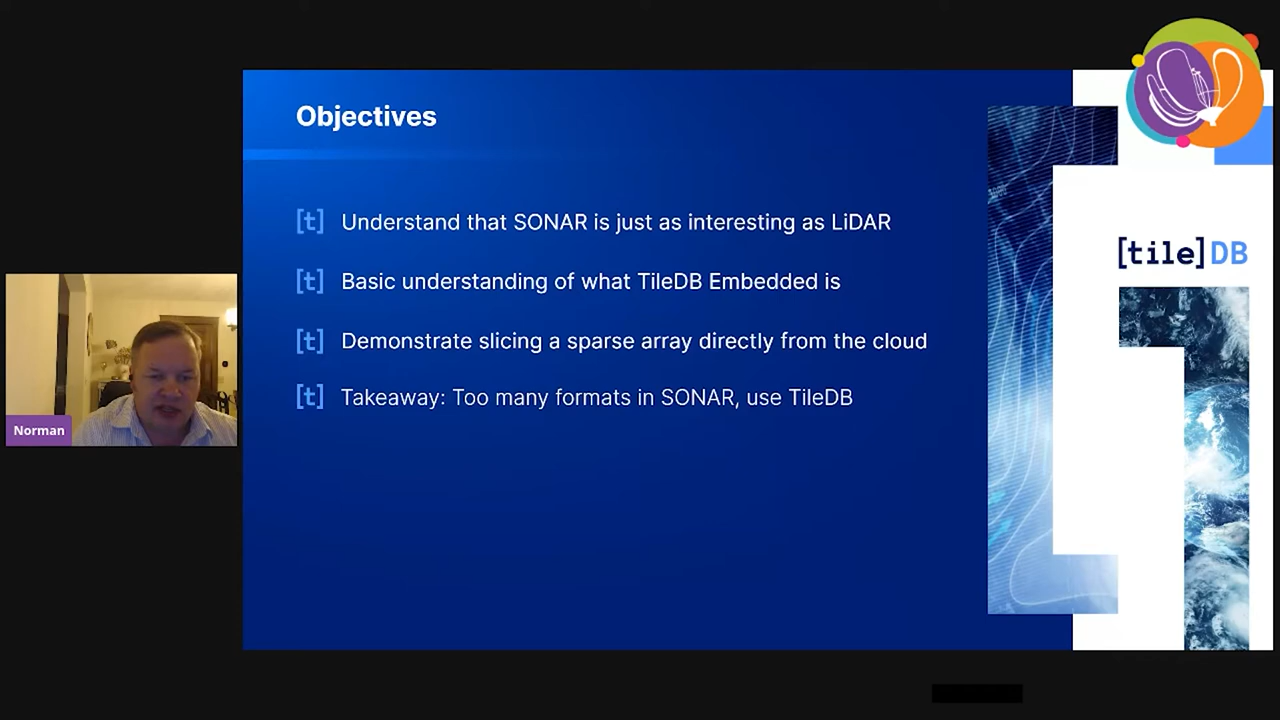 Objectives
[t] Understand that SONAR is just as interesting as LiDAR
[t] Basic understanding of what TileDB Embedded is
[t] Demonstrate slicing a sparse array directly from the cloud
[t] Takeaway: Too many formats in SONAR, use TileDB
[tile]DB
Norman